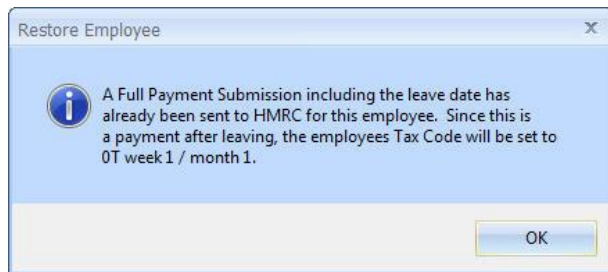 Restore Employee
A Full Payment Submission including the leave date has
already been sent to HMRC for this employee.  Since this is
a payment after leaving, the employees Tax Code will be set to
0T week 1 / month 1.
OK